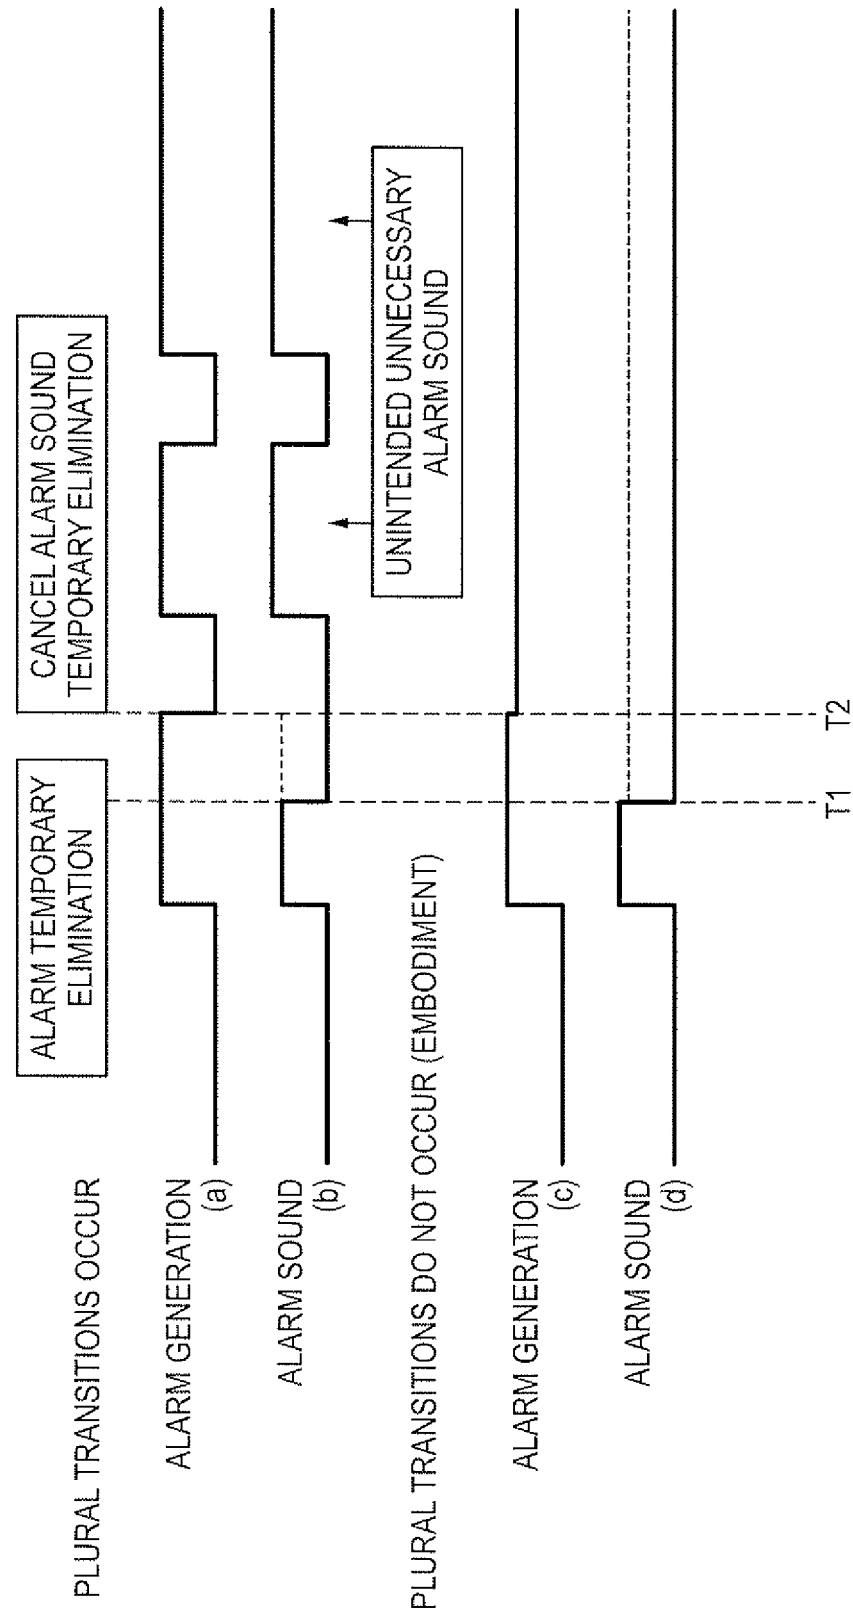 PLURAL TRANSITIONS OCCUR
ALARM TEMPORARY
ELIMINATION
CANCEL ALARM SOUND
TEMPORARY ELIMINATION
ALARM GENERATION
(a)
ALARM SOUND
(b)
UNINTENDED UNNECESSARY
ALARM SOUND
PLURAL TRANSITIONS DO NOT OCCUR (EMBODIMENT)
ALARM GENERATION
(c)
ALARM SOUND
(d)
T1
T2